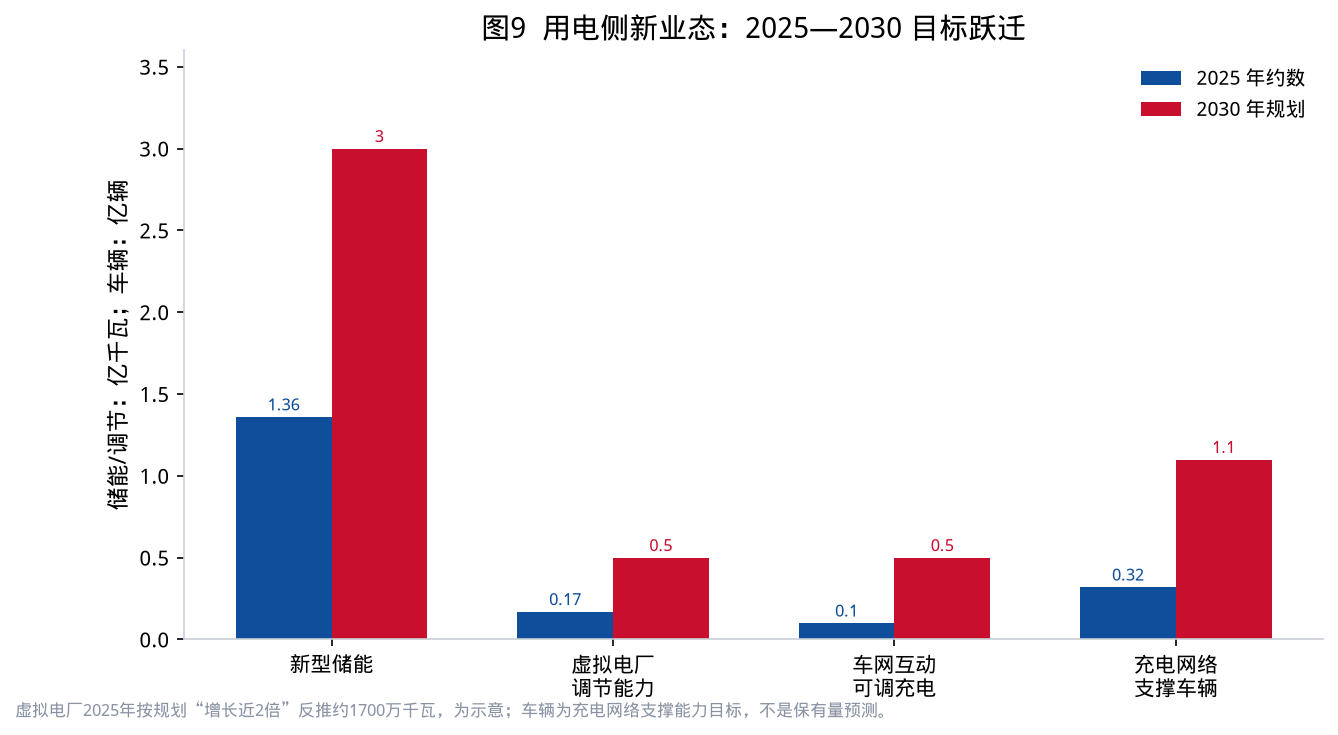 图9 用电侧新业态：2025—2030 目标跃迁
2025 年约数
2030 年规划
储能/调节：亿千瓦；车辆：亿辆
3.5
3.0
2.5
2.0
1.5
1.0
0.5
0.0
1.36
3
0.17
0.5
0.1
0.5
0.32
1.1
新型储能
虚拟电厂
调节能力
车网互动
可调充电
充电网络
支撑车辆
虚拟电厂2025年按规划“增长近2倍”反推约1700万千瓦，为示意；车辆为充电网络支撑能力目标，不是保有量预测。